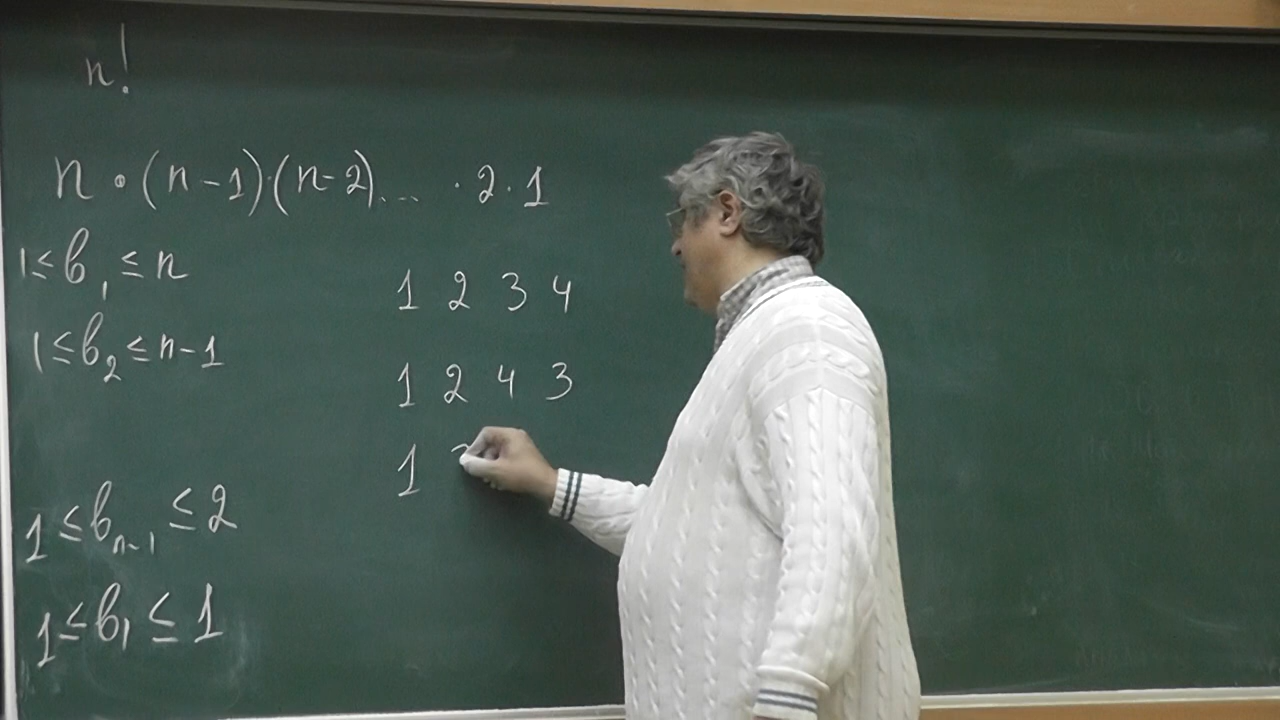 n!
n · (n-1)·(n-2)... · 2 · 1
1≤b₁≤n
1≤b₂≤n-1
1≤bₙ₋₁≤2
1≤b₁≤1
1 2 3 4
1 2 4 3
1